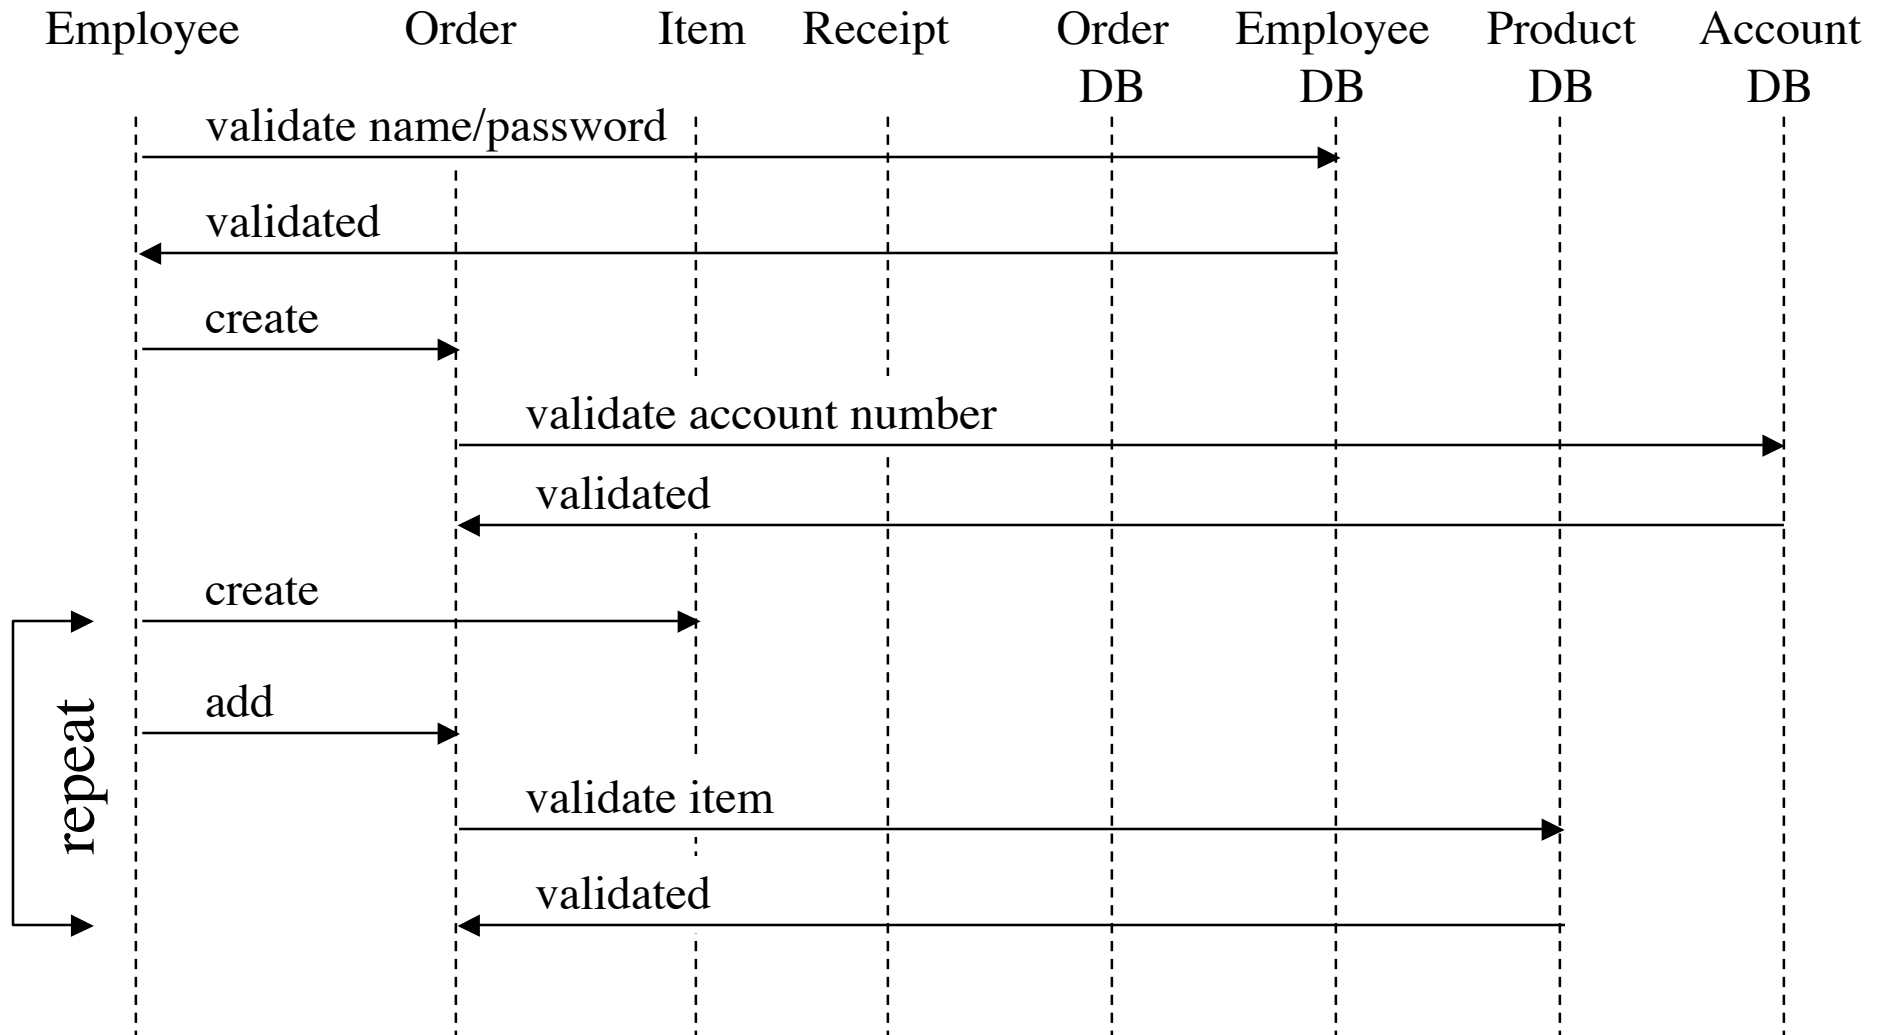 Employee Order Item Receipt Order Employee Product Account
DB DB DB DB
validate name/password
validated
create
validate account number
validated
create
add
repeat
validate item
validated